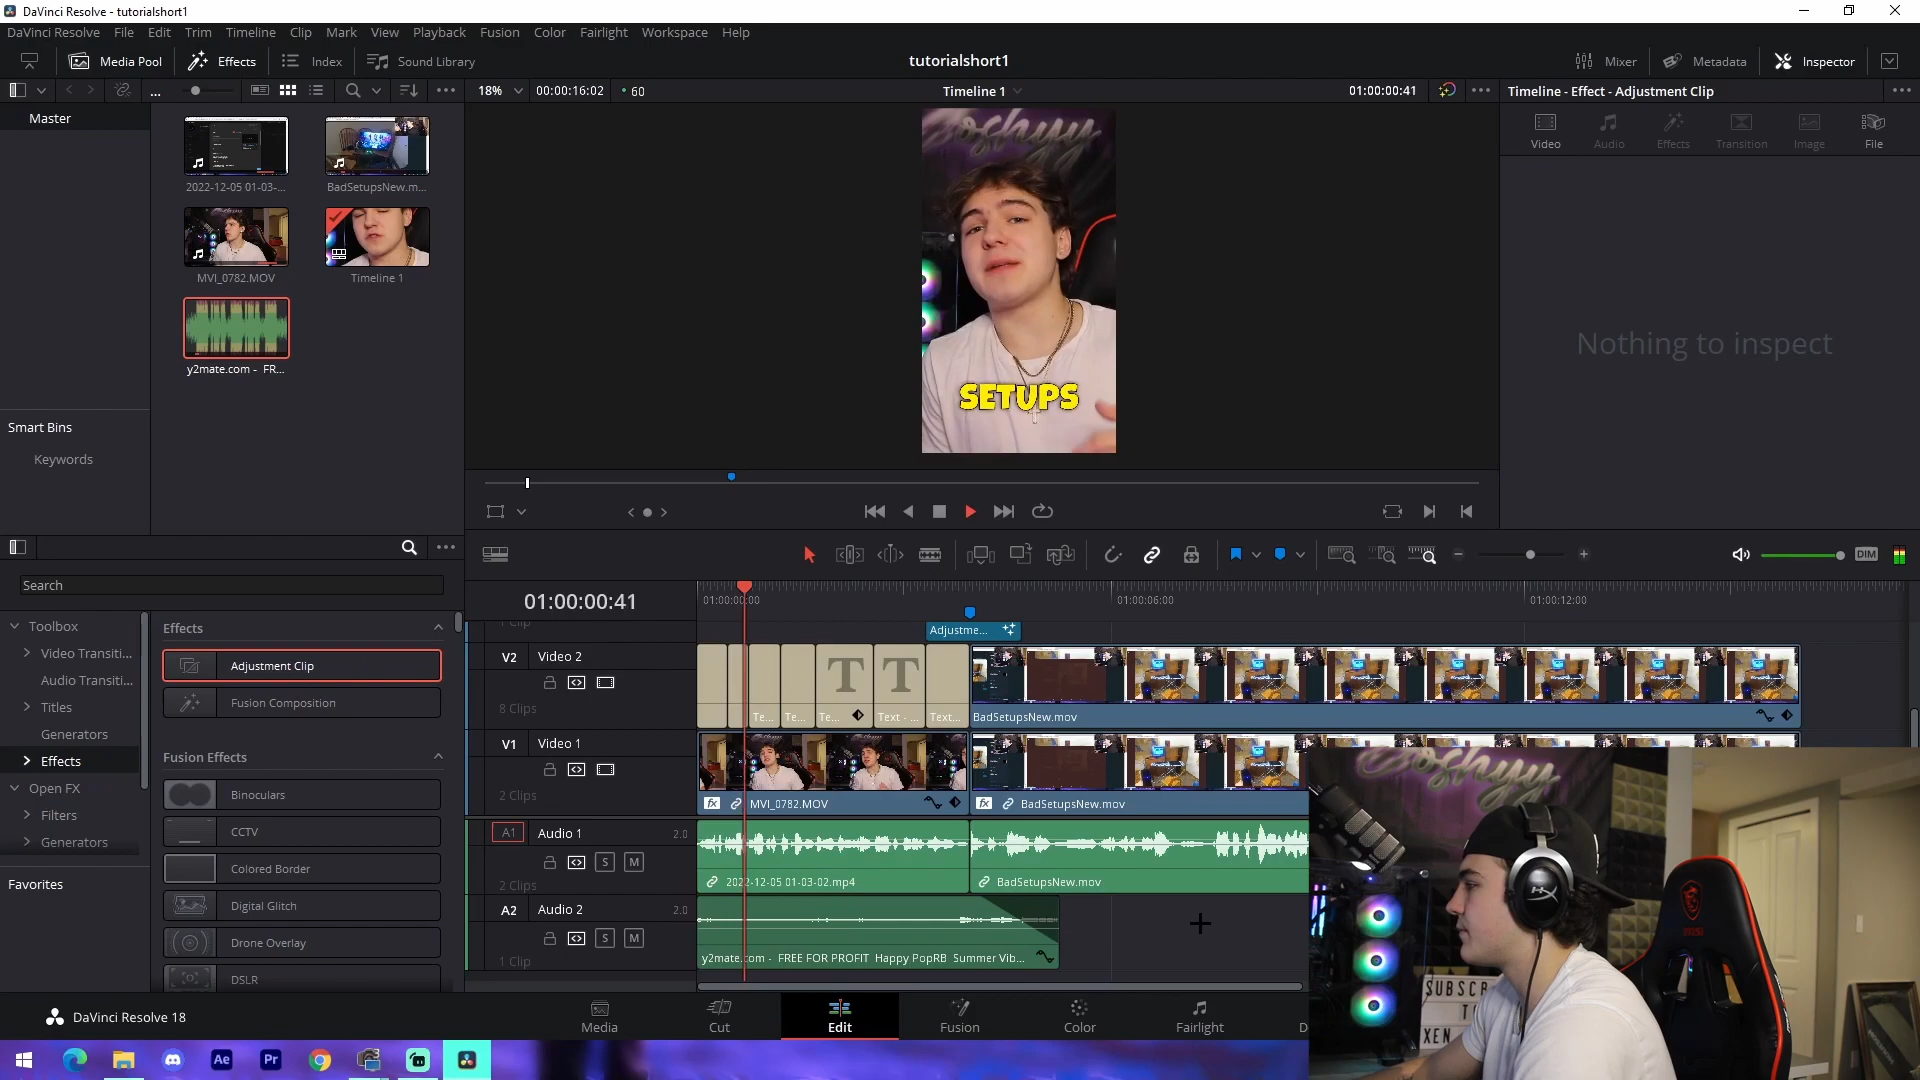 DaVinci Resolve - tutorialshort1
DaVinci Resolve File Edit Trim Timeline Clip Mark View Playback Fusion Color Fairlight Workspace Help
Media Pool Effects Index Sound Library
tutorialshort1
Mixer Metadata Inspector
... 18% 00:00:16:02 60 Timeline 1 01:00:00:41
Timeline - Effect - Adjustment Clip
Master
Video Audio Effects Transition Image File
2022-12-05 01-03-... BadSetupsNew.m...
MVI_0782.MOV Timeline 1
y2mate.com - FR...
Nothing to inspect
SETUPS
Smart Bins
Keywords
Search
DIM
01:00:00:41
01:00:00:00 01:00:06:00 01:00:12:00
Toolbox
Video Transiti...
Audio Transiti...
Titles
Generators
Effects
Open FX
Filters
Generators
Favorites
Effects
Adjustment Clip
Fusion Composition
Fusion Effects
Binoculars
CCTV
Colored Border
Digital Glitch
Drone Overlay
DSLR
1 Clip
Adjustme...
V2 Video 2
8 Clips
T T
Te... Te... Te... Text - ... Text...
BadSetupsNew.mov
V1 Video 1
2 Clips
fx MVI_0782.MOV
fx BadSetupsNew.mov
A1 Audio 1 2.0
S M
2 Clips
2022-12-05 01-03-02.mp4
BadSetupsNew.mov
A2 Audio 2 2.0
S M
1 Clip
y2mate.com - FREE FOR PROFIT Happy PopRB Summer Vib...
DaVinci Resolve 18
Media Cut Edit Fusion Color Fairlight D
Ae Pr
Joshyy
HX
MSI
SUBSC
XEN